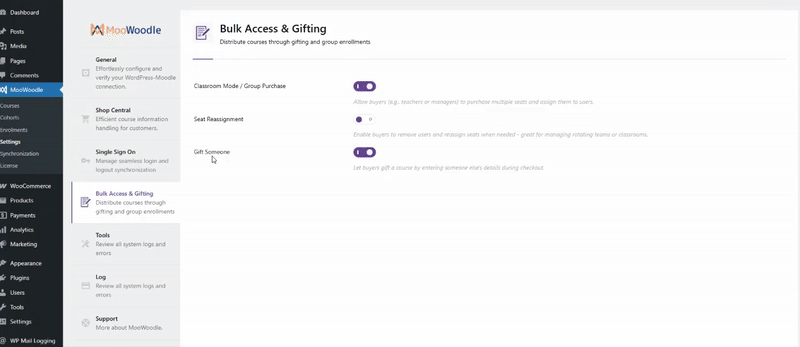 Dashboard
Posts
Media
Pages
Comments
MooWoodle
Courses
Cohorts
Enrolments
Settings
Synchronization
License
WooCommerce
Products
Payments
Analytics
Marketing
Appearance
Plugins
Users
Tools
Settings
WP Mail Logging
MooWoodle
General
Effortlessly configure and
verify your WordPress-Moodle
connection.
Shop Central
Efficient course information
handling for customers.
Single Sign On
Manage seamless login and
logout synchronization
Bulk Access & Gifting
Distribute courses through
gifting and group enrollments
Tools
Review all system logs and
errors
Log
Review all system logs and
errors
Support
More about MooWoodle.
Bulk Access & Gifting
Distribute courses through gifting and group enrollments
Classroom Mode / Group Purchase
Allow buyers (e.g., teachers or managers) to purchase multiple seats and assign them to users.
Seat Reassignment
Enable buyers to remove users and reassign seats when needed - great for managing rotating teams or classrooms.
Gift Someone
Let buyers gift a course by entering someone else's details during checkout.